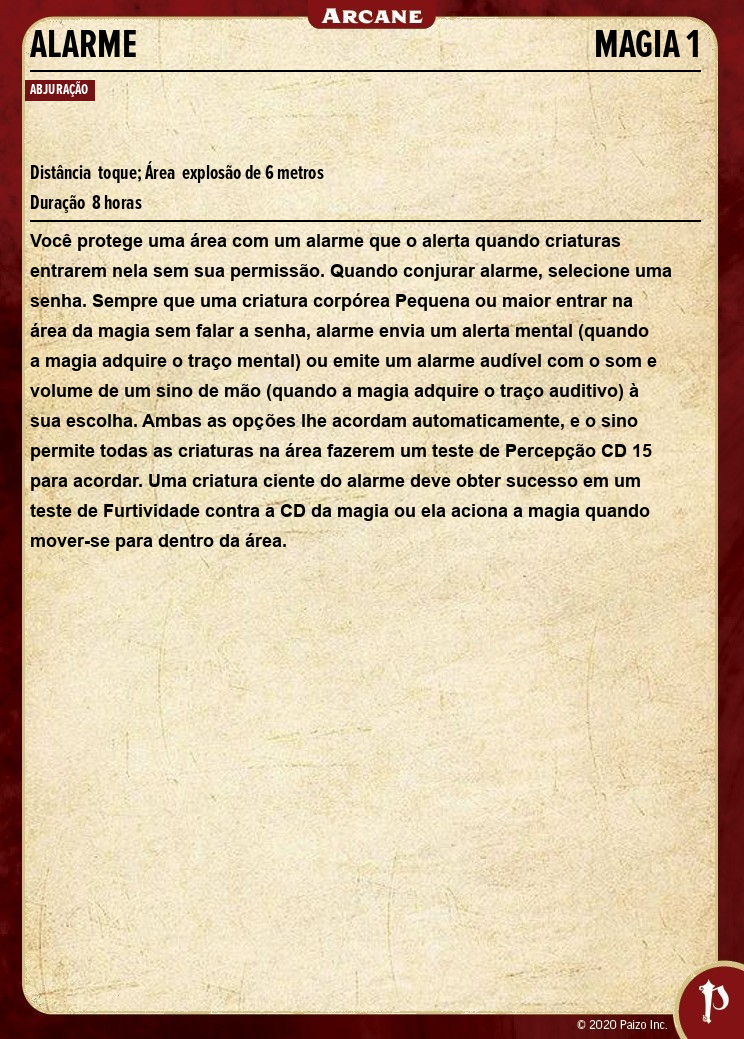 ARCANE
ALARME MAGIA 1
ABJURAÇÃO
Distância toque; Área explosão de 6 metros
Duração 8 horas
Você protege uma área com um alarme que o alerta quando criaturas
entrarem nela sem sua permissão. Quando conjurar alarme, selecione uma
senha. Sempre que uma criatura corpórea Pequena ou maior entrar na
área da magia sem falar a senha, alarme envia um alerta mental (quando
a magia adquire o traço mental) ou emite um alarme audível com o som e
volume de um sino de mão (quando a magia adquire o traço auditivo) à
sua escolha. Ambas as opções lhe acordam automaticamente, e o sino
permite todas as criaturas na área fazerem um teste de Percepção CD 15
para acordar. Uma criatura ciente do alarme deve obter sucesso em um
teste de Furtividade contra a CD da magia ou ela aciona a magia quando
mover-se para dentro da área.
© 2020 Paizo Inc.
P